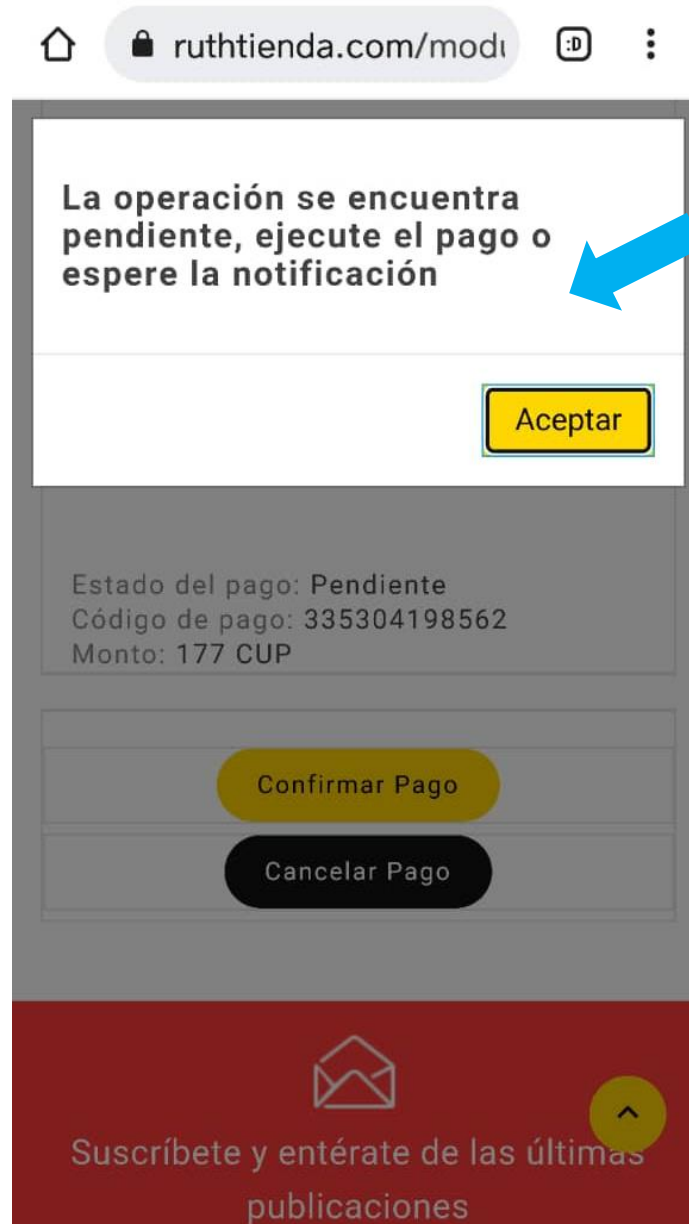 ruthtienda.com/modu
:D
La operación se encuentra
pendiente, ejecute el pago o
espere la notificación
Aceptar
Estado del pago: Pendiente
Código de pago: 335304198562
Monto: 177 CUP
Confirmar Pago
Cancelar Pago
Suscríbete y entérate de las últimas
publicaciones